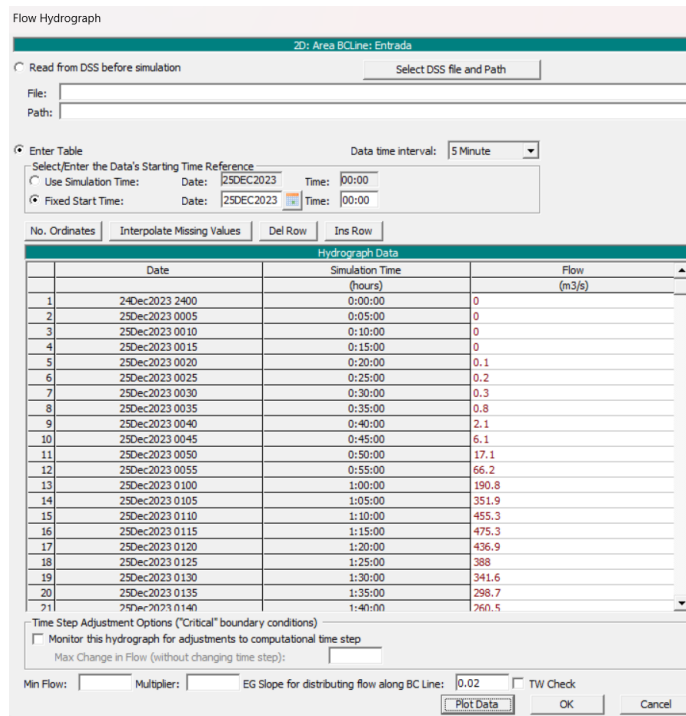 Flow Hydrograph
2D: Area BCLine: Entrada
Read from DSS before simulation Select DSS file and Path
File:
Path:
Enter Table Data time interval: 5 Minute
Select/Enter the Data's Starting Time Reference
Use Simulation Time: Date: 25DEC2023 Time: 00:00
Fixed Start Time: Date: 25DEC2023 Time: 00:00
No. Ordinates Interpolate Missing Values Del Row Ins Row
Hydrograph Data
Date Simulation Time Flow
(hours) (m3/s)
1 24Dec2023 2400 0:00:00 0
2 25Dec2023 0005 0:05:00 0
3 25Dec2023 0010 0:10:00 0
4 25Dec2023 0015 0:15:00 0
5 25Dec2023 0020 0:20:00 0.1
6 25Dec2023 0025 0:25:00 0.2
7 25Dec2023 0030 0:30:00 0.3
8 25Dec2023 0035 0:35:00 0.8
9 25Dec2023 0040 0:40:00 2.1
10 25Dec2023 0045 0:45:00 6.1
11 25Dec2023 0050 0:50:00 17.1
12 25Dec2023 0055 0:55:00 66.2
13 25Dec2023 0100 1:00:00 190.8
14 25Dec2023 0105 1:05:00 351.9
15 25Dec2023 0110 1:10:00 455.3
16 25Dec2023 0115 1:15:00 475.3
17 25Dec2023 0120 1:20:00 436.9
18 25Dec2023 0125 1:25:00 388
19 25Dec2023 0130 1:30:00 341.6
20 25Dec2023 0135 1:35:00 298.7
21 25Dec2023 0140 1:40:00 260.5
Time Step Adjustment Options ("Critical" boundary conditions)
Monitor this hydrograph for adjustments to computational time step
Max Change in Flow (without changing time step):
Min Flow: Multiplier: EG Slope for distributing flow along BC Line: 0.02 TW Check
Plot Data OK Cancel